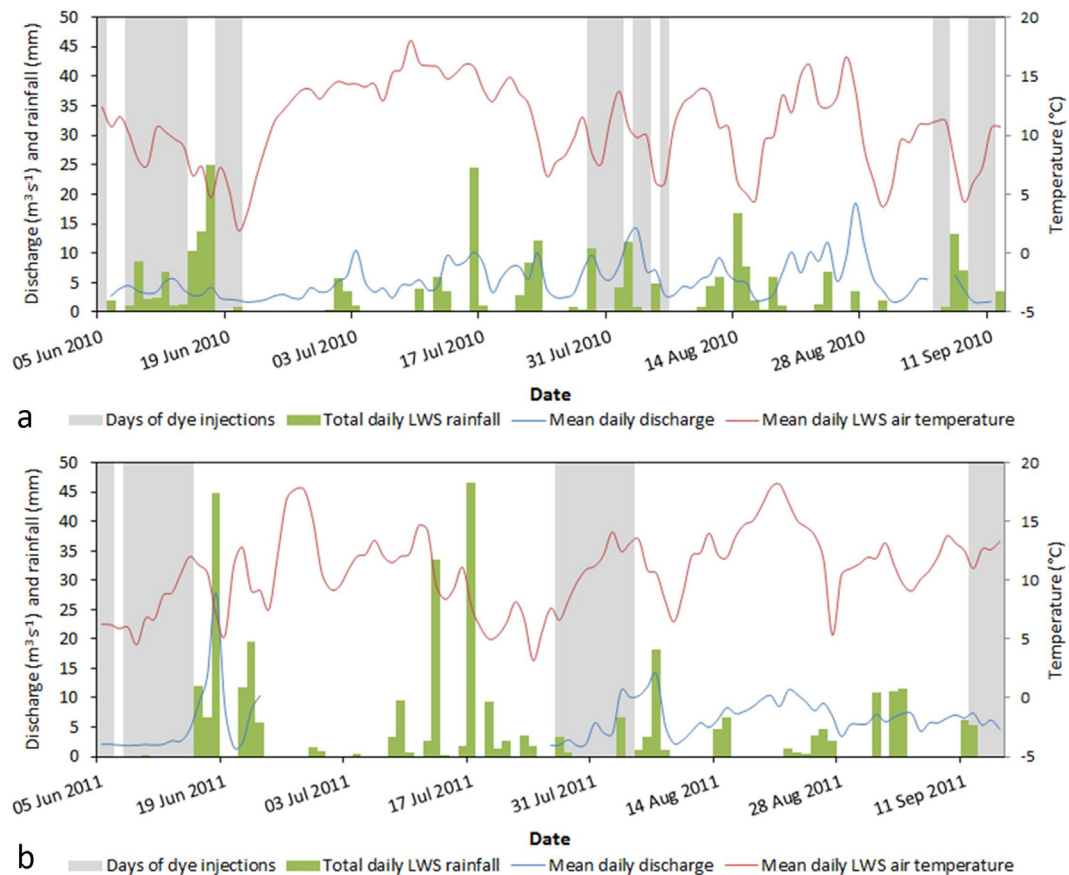 50
45
40
35
30
25
20
15
10
5
0
Discharge (m³ s⁻¹) and rainfall (mm)
20
15
10
5
0
-5
Temperature (°C)
05 Jun 2010
19 Jun 2010
03 Jul 2010
17 Jul 2010
31 Jul 2010
14 Aug 2010
28 Aug 2010
11 Sep 2010
Date
a
Days of dye injections Total daily LWS rainfall Mean daily discharge Mean daily LWS air temperature
50
45
40
35
30
25
20
15
10
5
0
Discharge (m³ s⁻¹) and rainfall (mm)
20
15
10
5
0
-5
Temperature (°C)
05 Jun 2011
19 Jun 2011
03 Jul 2011
17 Jul 2011
31 Jul 2011
14 Aug 2011
28 Aug 2011
11 Sep 2011
Date
b
Days of dye injections Total daily LWS rainfall Mean daily discharge Mean daily LWS air temperature